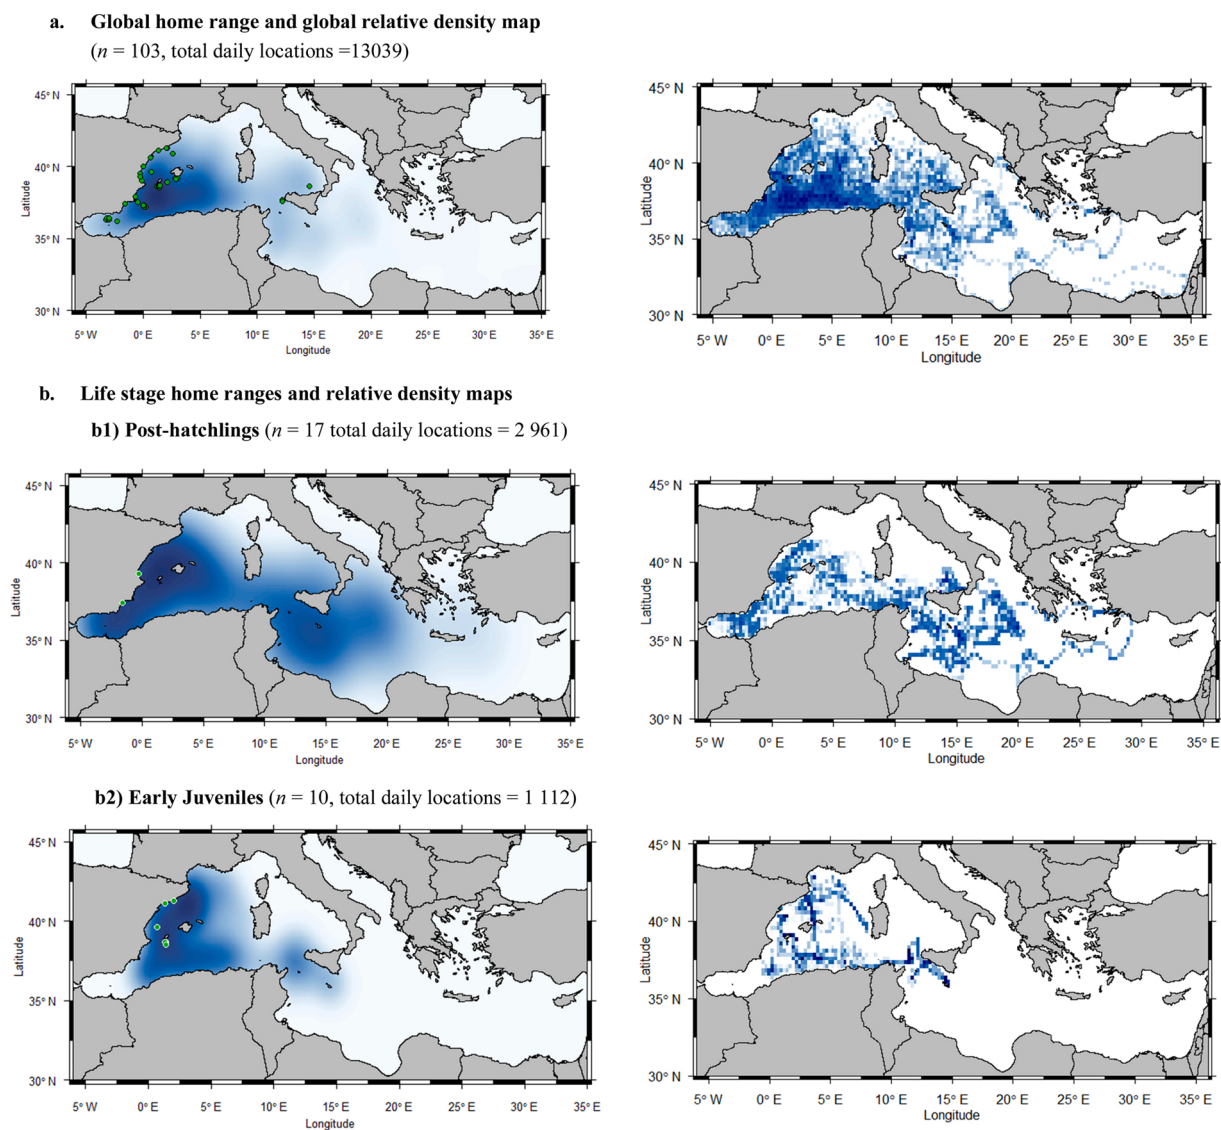 a. Global home range and global relative density map
(n = 103, total daily locations =13039)
45° N
40° N
35° N
30° N
Latitude
5° W 0° E 5° E 10° E 15° E 20° E 25° E 30° E 35° E
Longitude
45° N
40° N
35° N
30° N
Latitude
5° W 0° E 5° E 10° E 15° E 20° E 25° E 30° E 35° E
Longitude
b. Life stage home ranges and relative density maps
b1) Post-hatchlings (n = 17 total daily locations = 2 961)
45° N
40° N
35° N
30° N
Latitude
5° W 0° E 5° E 10° E 15° E 20° E 25° E 30° E 35° E
Longitude
45° N
40° N
35° N
30° N
Latitude
5° W 0° E 5° E 10° E 15° E 20° E 25° E 30° E 35° E
Longitude
b2) Early Juveniles (n = 10, total daily locations = 1 112)
45° N
40° N
35° N
30° N
Latitude
5° W 0° E 5° E 10° E 15° E 20° E 25° E 30° E 35° E
Longitude
45° N
40° N
35° N
30° N
Latitude
5° W 0° E 5° E 10° E 15° E 20° E 25° E 30° E 35° E
Longitude